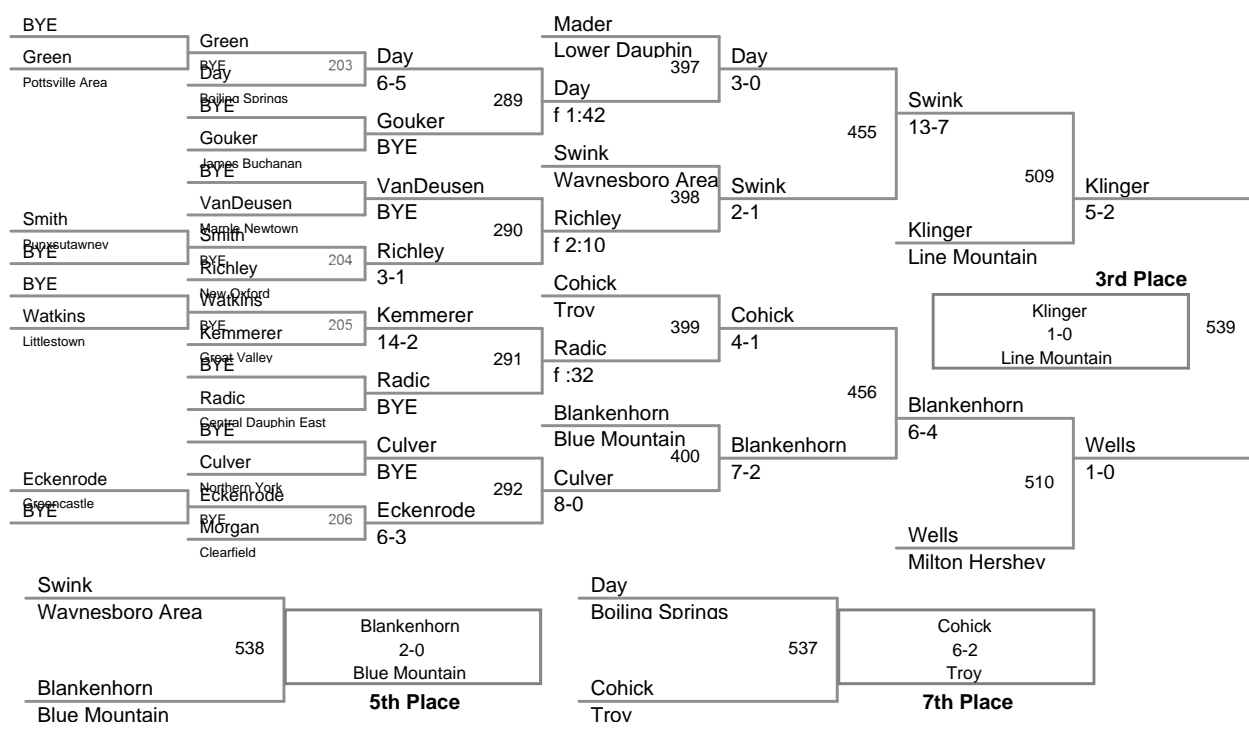 BYE
Green
Pottsville Area
Smith
Punxsutawney
BYE
BYE
Watkins
Littlestown
Eckenrode
Greencastle
BYE
Green
BYE
203
Day
Boiling Springs
BYE
Gouker
James Buchanan
BYE
VanDeusen
Marple Newtown
Smith
BYE
204
Richley
New Oxford
Watkins
BYE
205
Kemmerer
Great Valley
BYE
Radic
Central Dauphin East
BYE
Culver
Northern York
Eckenrode
BYE
206
Morgan
Clearfield
Day
6-5
289
Gouker
BYE
VanDeusen
BYE
290
Richley
3-1
Kemmerer
14-2
291
Radic
BYE
Culver
BYE
292
Eckenrode
6-3
Mader
Lower Dauphin
397
Day
f 1:42
Swink
Waynesboro Area
398
Richley
f 2:10
Cohick
Troy
399
Radic
f :32
Blankenhorn
Blue Mountain
400
Culver
8-0
Day
3-0
455
Swink
2-1
Cohick
4-1
456
Blankenhorn
7-2
Swink
13-7
509
Klinger
Line Mountain
Blankenhorn
6-4
510
Wells
Milton Hershey
Klinger
5-2
3rd Place
Klinger
1-0
Line Mountain
539
Wells
1-0
Swink
Waynesboro Area
538
Blankenhorn
Blue Mountain
Blankenhorn
2-0
Blue Mountain
5th Place
Day
Boiling Springs
537
Cohick
Troy
Cohick
6-2
Troy
7th Place